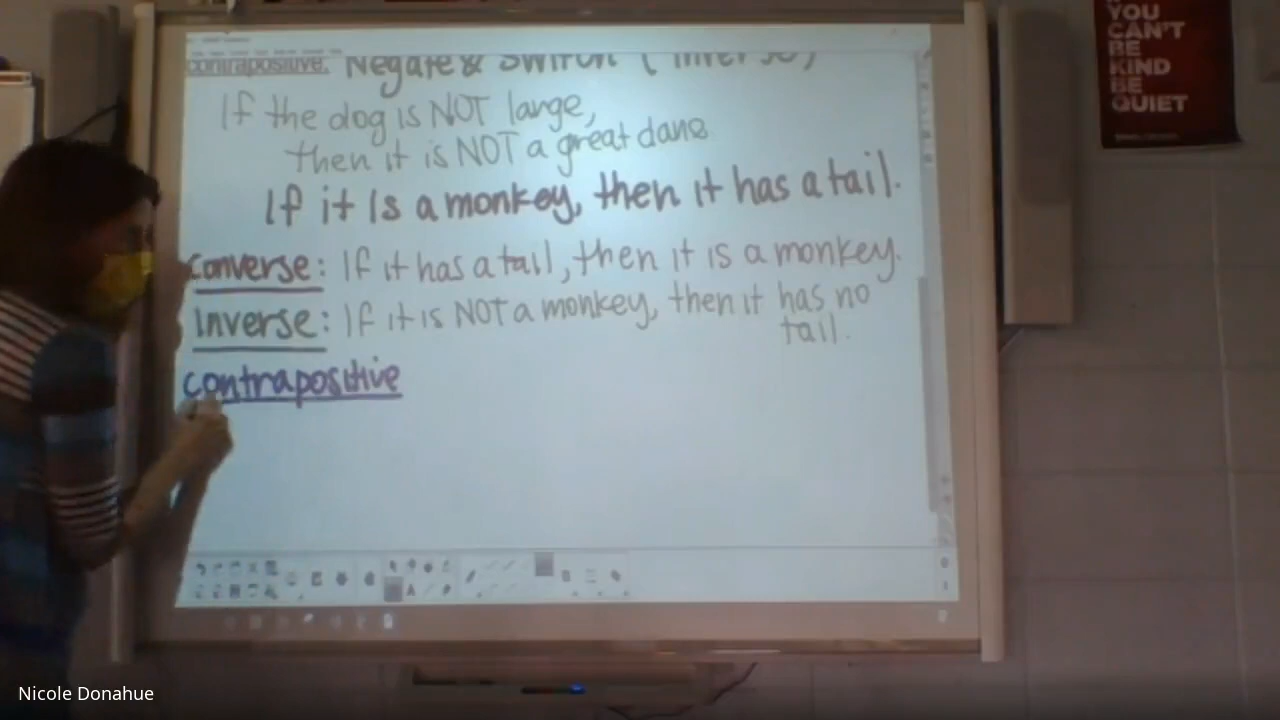 contrapositive: Negate & Switch (inverse)
If the dog is NOT large,
then it is NOT a great dane.
If it is a monkey, then it has a tail.
Converse: If it has a tail, then it is a monkey.
Inverse: If it is NOT a monkey, then it has no
tail.
contrapositive
YOU
CAN'T
BE
KIND
BE
QUIET
Nicole Donahue